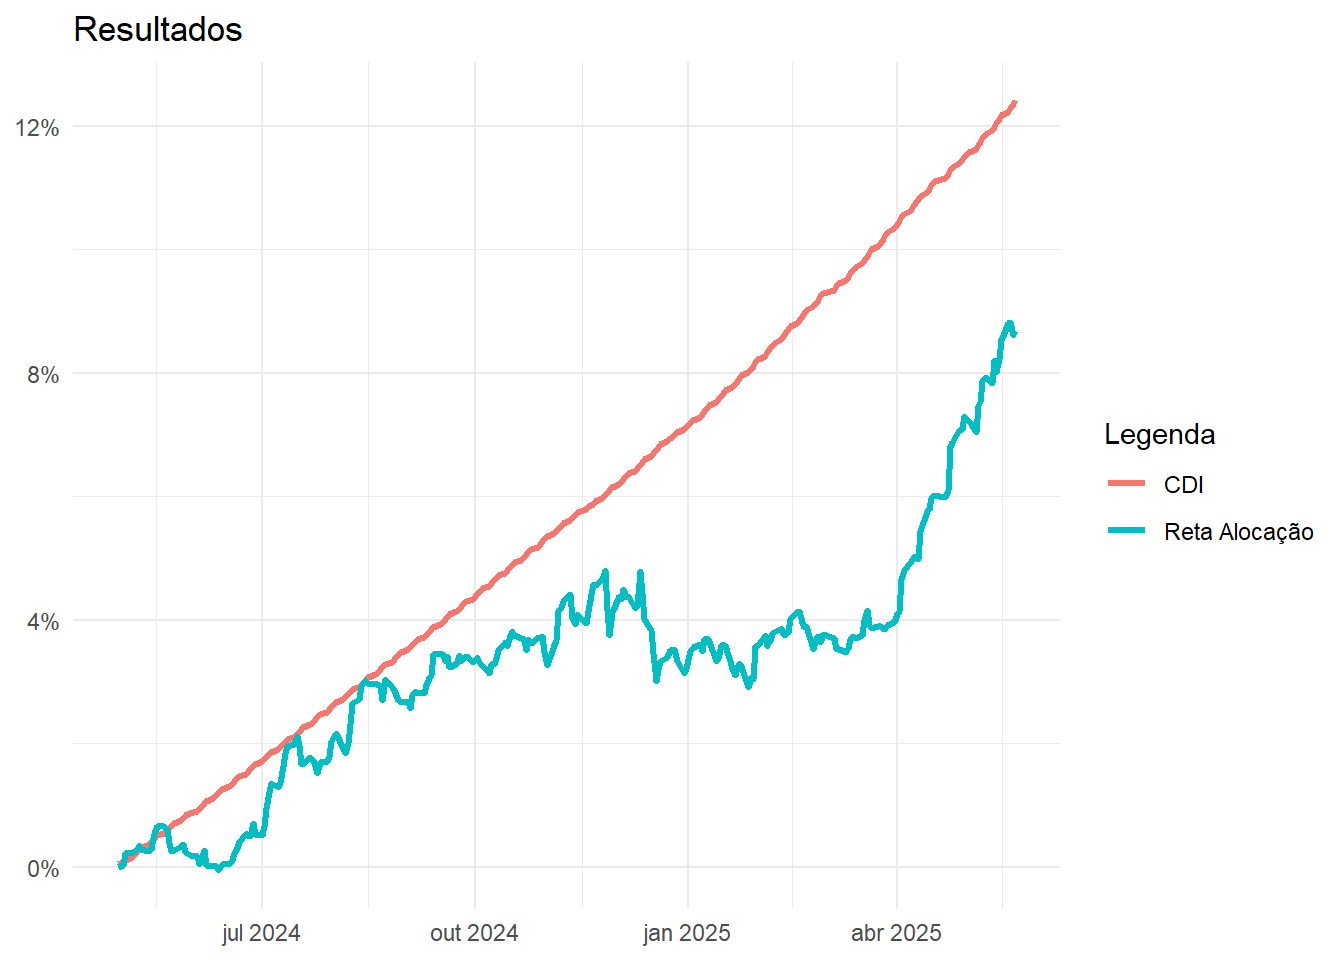 Resultados
12%
8%
4%
0%
jul 2024
out 2024
jan 2025
abr 2025
Legenda
CDI
Reta Alocação